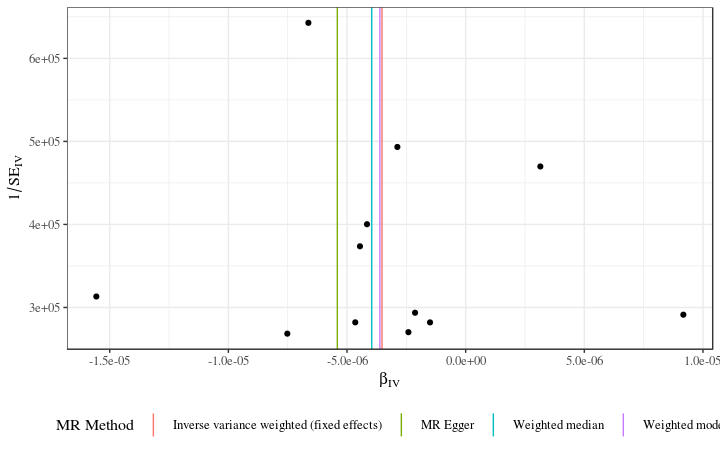 6e+05
5e+05
4e+05
3e+05
1/SE_IV
-1.5e-05 -1.0e-05 -5.0e-06 0.0e+00 5.0e-06 1.0e-05
β_IV
MR Method Inverse variance weighted (fixed effects) MR Egger Weighted median Weighted mode